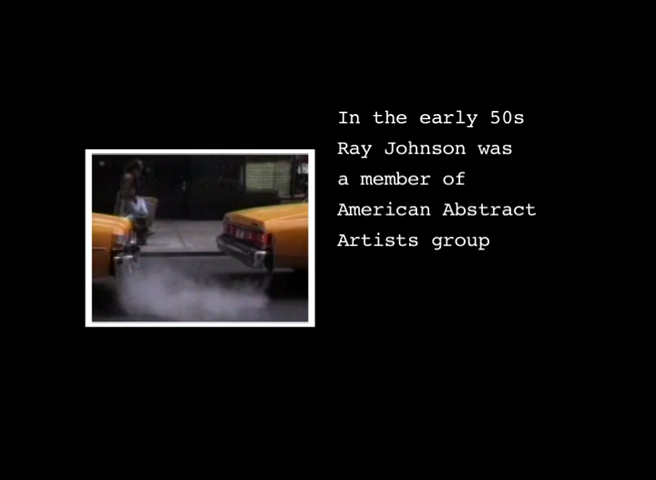 In the early 50s
Ray Johnson was
a member of
American Abstract
Artists group